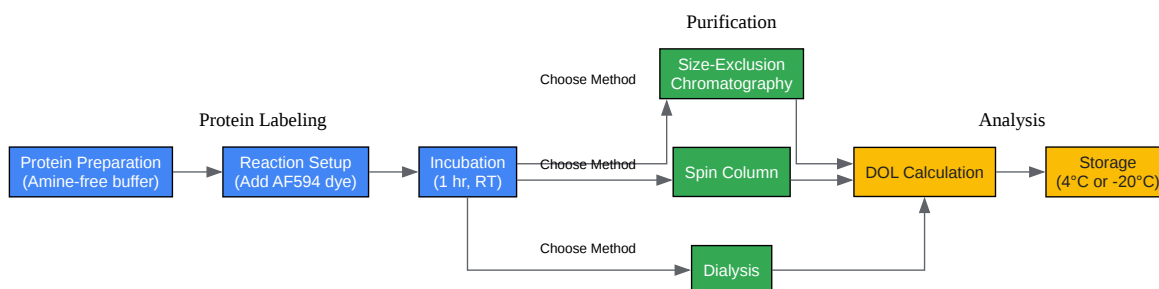 Purification
Size-Exclusion
Chromatography
Choose Method
Protein Labeling
Analysis
Protein Preparation
(Amine-free buffer)
Reaction Setup
(Add AF594 dye)
Incubation
(1 hr, RT)
Choose Method
Spin Column
DOL Calculation
Storage
(4°C or -20°C)
Choose Method
Dialysis